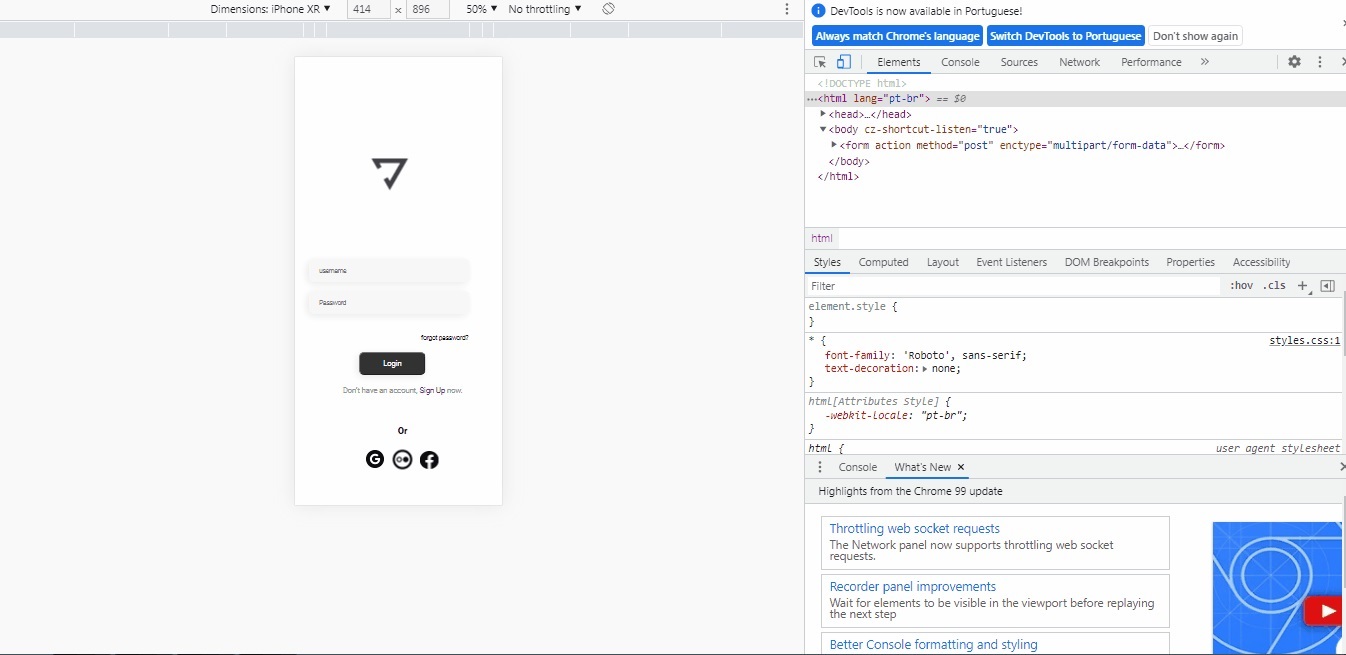 Dimensions: iPhone XR ▼ 414 x 896 50% ▼ No throttling ▼
DevTools is now available in Portuguese!
Always match Chrome's language Switch DevTools to Portuguese Don't show again
Elements Console Sources Network Performance »
<!DOCTYPE html>
<html lang="pt-br"> == $0
<head>…</head>
<body cz-shortcut-listen="true">
<form action method="post" enctype="multipart/form-data">…</form>
</body>
</html>
html
Styles Computed Layout Event Listeners DOM Breakpoints Properties Accessibility
Filter :hov .cls +
element.style {
}
* { styles.css:1
font-family: 'Roboto', sans-serif;
text-decoration: none;
}
html[Attributes Style] {
-webkit-locale: "pt-br";
}
html { user agent stylesheet
Console What's New ×
Highlights from the Chrome 99 update
Throttling web socket requests
The Network panel now supports throttling web socket
requests.
Recorder panel improvements
Wait for elements to be visible in the viewport before replaying
the next step
Better Console formatting and styling
username
Password
forgot password?
Login
Don't have an account, Sign Up now.
Or
G